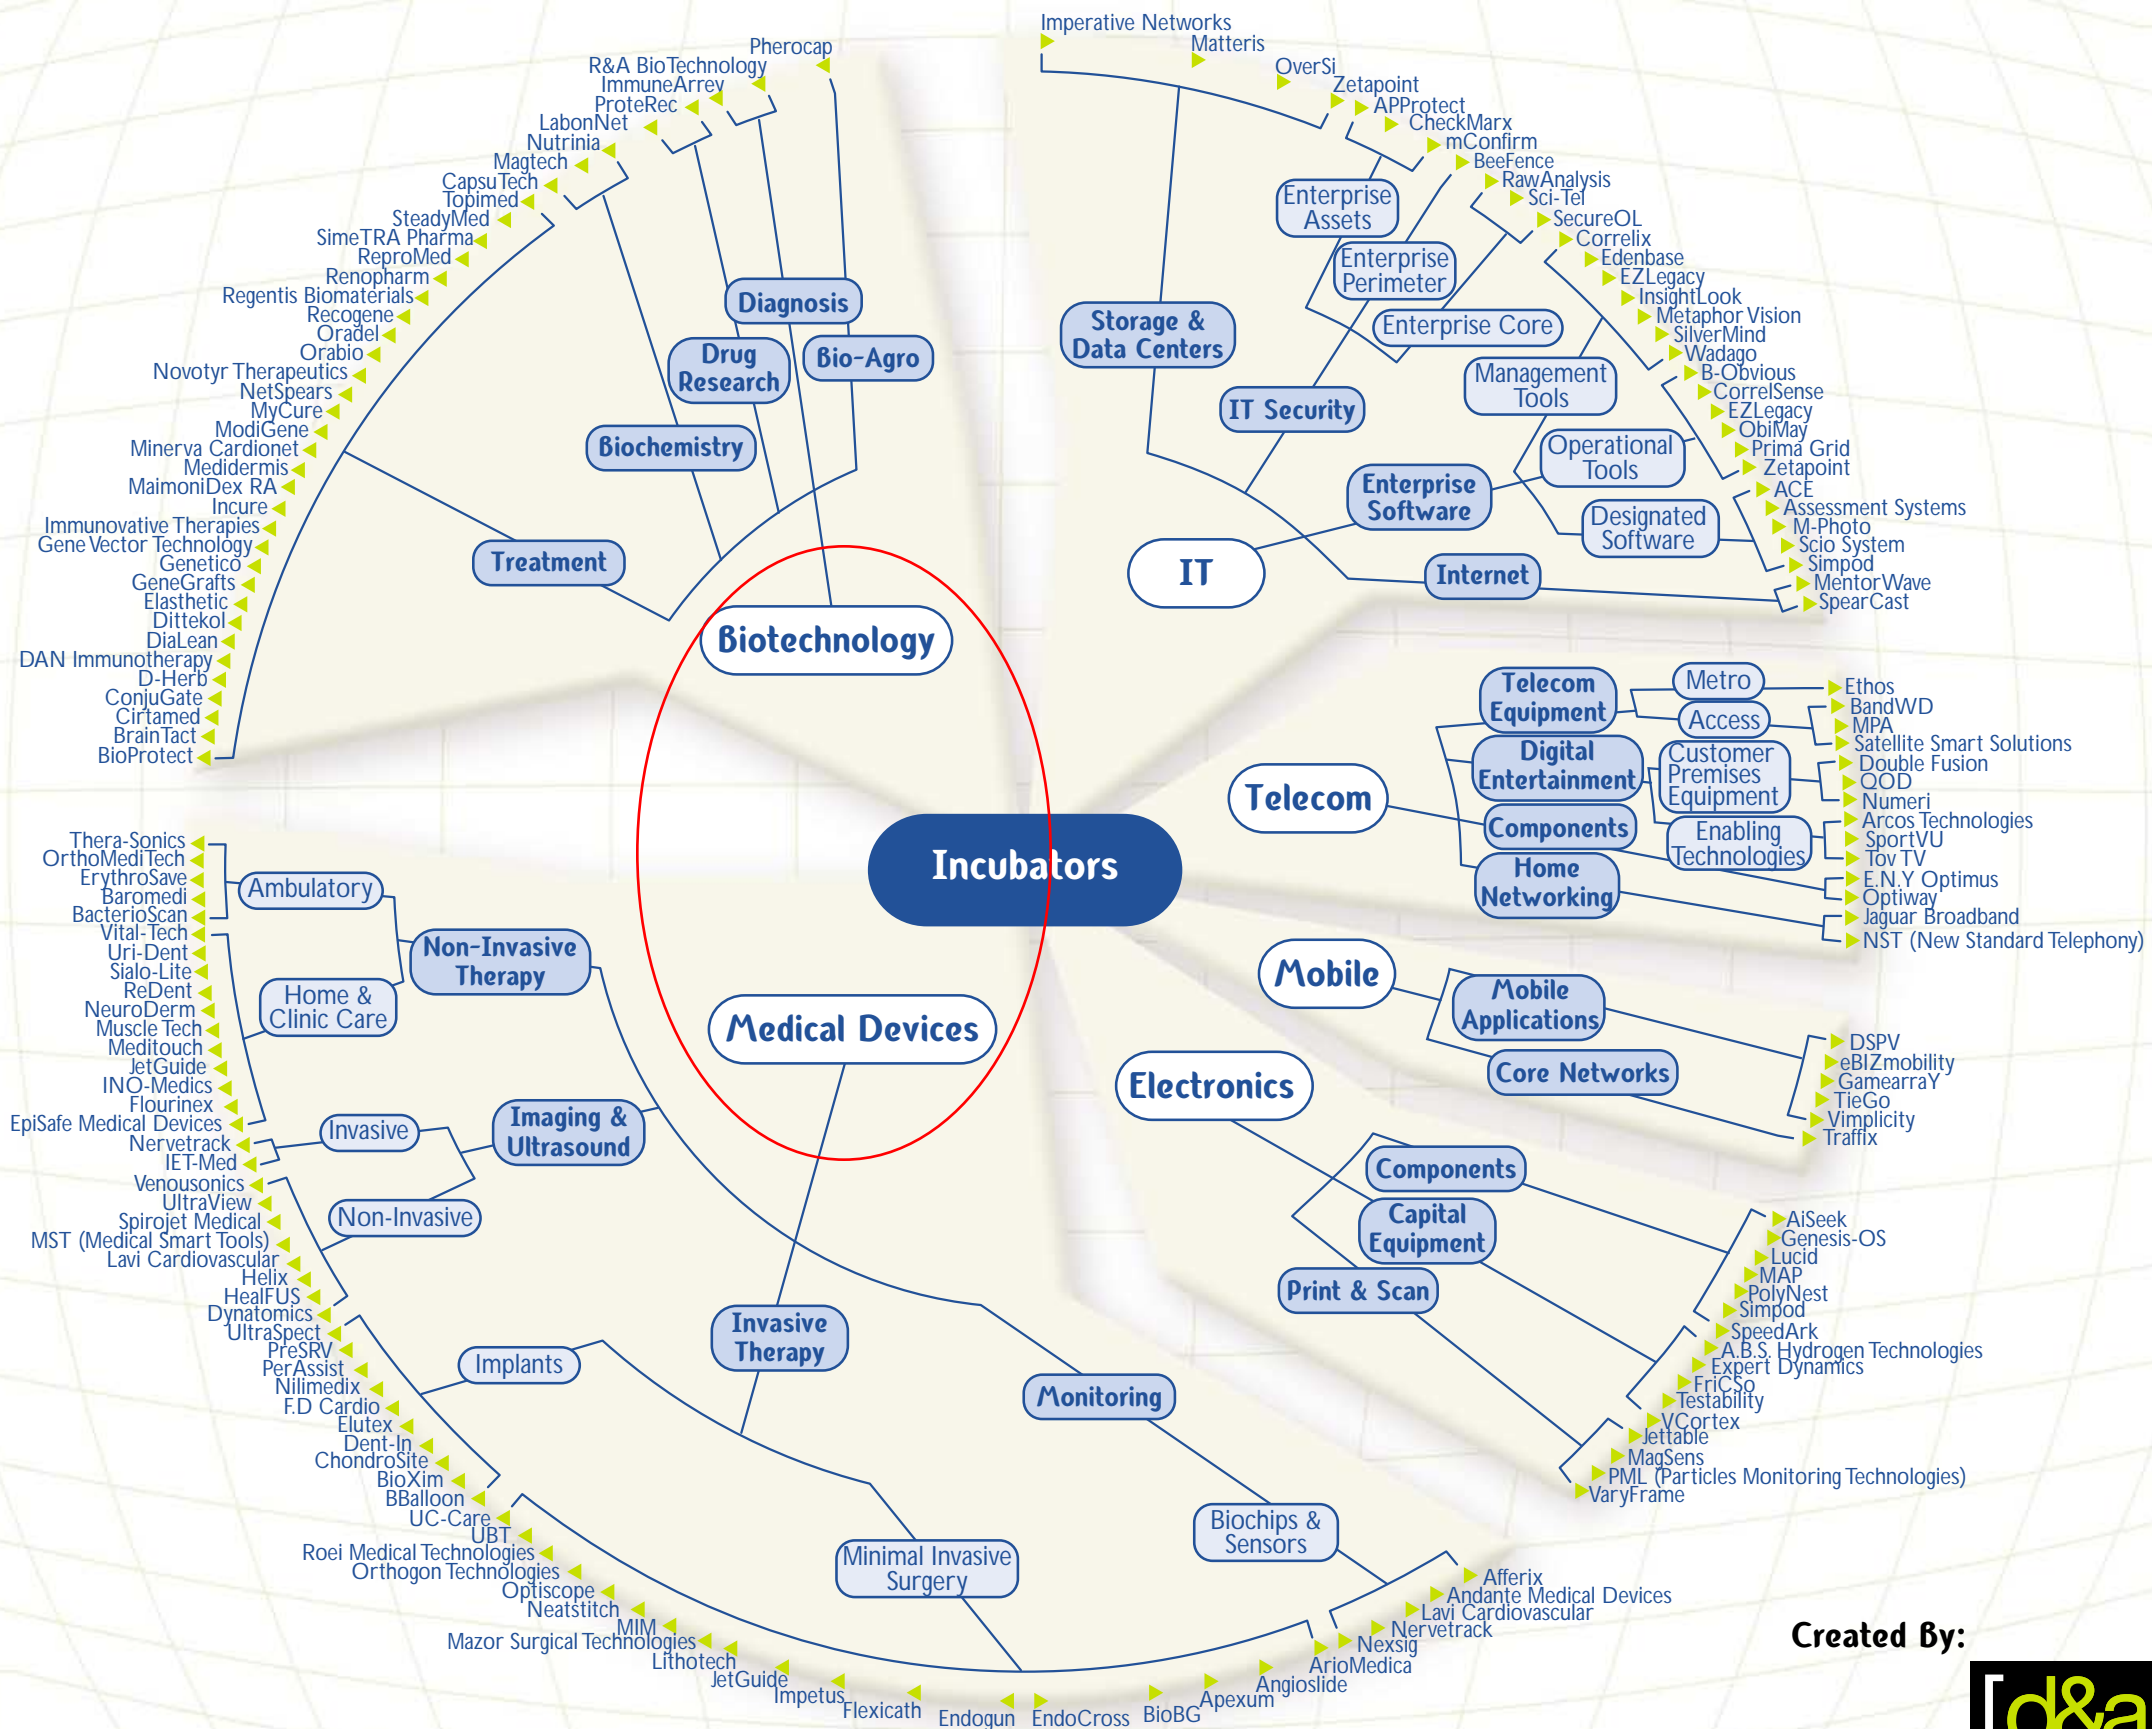 Imperative Networks
Matteris
OverSi
Zetapoint
APProtect
CheckMarx
mConfirm
BeeFence
RawAnalysis
Sci-Tel
SecureOL
Correlix
Edenbase
EZLegacy
InsightLook
Metaphor Vision
SilverMind
Wadago
B-Obvious
CorrelSense
EZLegacy
ObiMay
Prima Grid
Zetapoint
ACE
Assessment Systems
M-Photo
Scio System
Simpod
MentorWave
SpearCast
Enterprise
Assets
Enterprise
Perimeter
Enterprise Core
Storage &
Data Centers
IT Security
Management
Tools
Operational
Tools
Enterprise
Software
Designated
Software
IT
Internet
Pherocap
R&A BioTechnology
ImmuneArrey
ProteRec
LabonNet
Nutrinia
Magtech
CapsuTech
Topimed
SteadyMed
SimeTRA Pharma
ReproMed
Renopharm
Regentis Biomaterials
Recogene
Oradel
Orabio
Novotyr Therapeutics
NetSpears
MyCure
ModiGene
Minerva Cardionet
Medidermis
MaimoniDex RA
Incure
Immunovative Therapies
Gene Vector Technology
Genetico
GeneGrafts
Elasthetic
Dittekol
DiaLean
DAN Immunotherapy
D-Herb
ConjuGate
Cirtamed
BrainTact
BioProtect
Diagnosis
Drug
Research
Bio-Agro
Biochemistry
Treatment
Biotechnology
Incubators
Telecom
Telecom
Equipment
Metro
Access
Digital
Entertainment
Customer
Premises
Equipment
Components
Enabling
Technologies
Home
Networking
Ethos
BandWD
MPA
Satellite Smart Solutions
Double Fusion
QOD
Numeri
Arcos Technologies
SportVU
Tov TV
E.N.Y Optimus
Optiway
Jaguar Broadband
NST (New Standard Telephony)
Mobile
Mobile
Applications
Core Networks
DSPV
eBIZmobility
GamearraY
TieGo
Vimplicity
Traffix
Electronics
Components
Capital
Equipment
Print & Scan
AiSeek
Genesis-OS
Lucid
MAP
PolyNest
Simpod
SpeedArk
A.B.S. Hydrogen Technologies
Expert Dynamics
FriCSo
Testability
VCortex
Jettable
MagSens
PML (Particles Monitoring Technologies)
VaryFrame
Medical Devices
Thera-Sonics
OrthoMediTech
ErythroSave
Baromedi
BacterioScan
Vital-Tech
Uri-Dent
Sialo-Lite
ReDent
NeuroDerm
Muscle Tech
Meditouch
JetGuide
INO-Medics
Flourinex
EpiSafe Medical Devices
Nervetrack
IET-Med
Venousonics
UltraView
Spirojet Medical
MST (Medical Smart Tools)
Lavi Cardiovascular
Helix
HealFUS
Dynatomics
UltraSpect
PreSRV
PerAssist
Nilimedix
F.D Cardio
Elutex
Dent-In
ChondroSite
BioXim
BBalloon
UC-Care
UBT
Roei Medical Technologies
Orthogon Technologies
Optiscope
Neatstitch
MIM
Mazor Surgical Technologies
Lithotech
JetGuide
Impetus
Flexicath
Endogun
EndoCross
BioBG
Apexum
Angioslide
ArioMedica
Nexsig
Nervetrack
Lavi Cardiovascular
Andante Medical Devices
Afferix
Ambulatory
Non-Invasive
Therapy
Home &
Clinic Care
Invasive
Imaging &
Ultrasound
Non-Invasive
Invasive
Therapy
Implants
Monitoring
Biochips &
Sensors
Minimal Invasive
Surgery
Created By:
[d&a